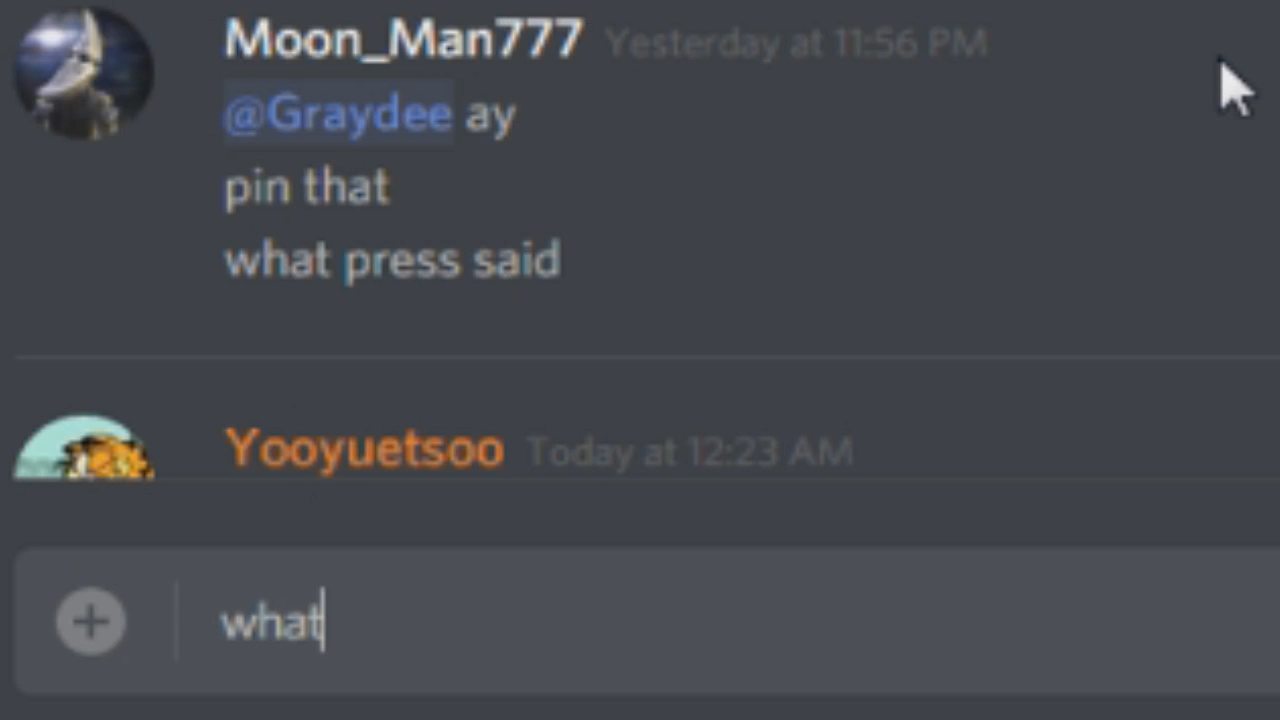 Moon_Man777 Yesterday at 11:56 PM
@Graydee ay
pin that
what press said
Yooyuetsoo Today at 12:23 AM
what